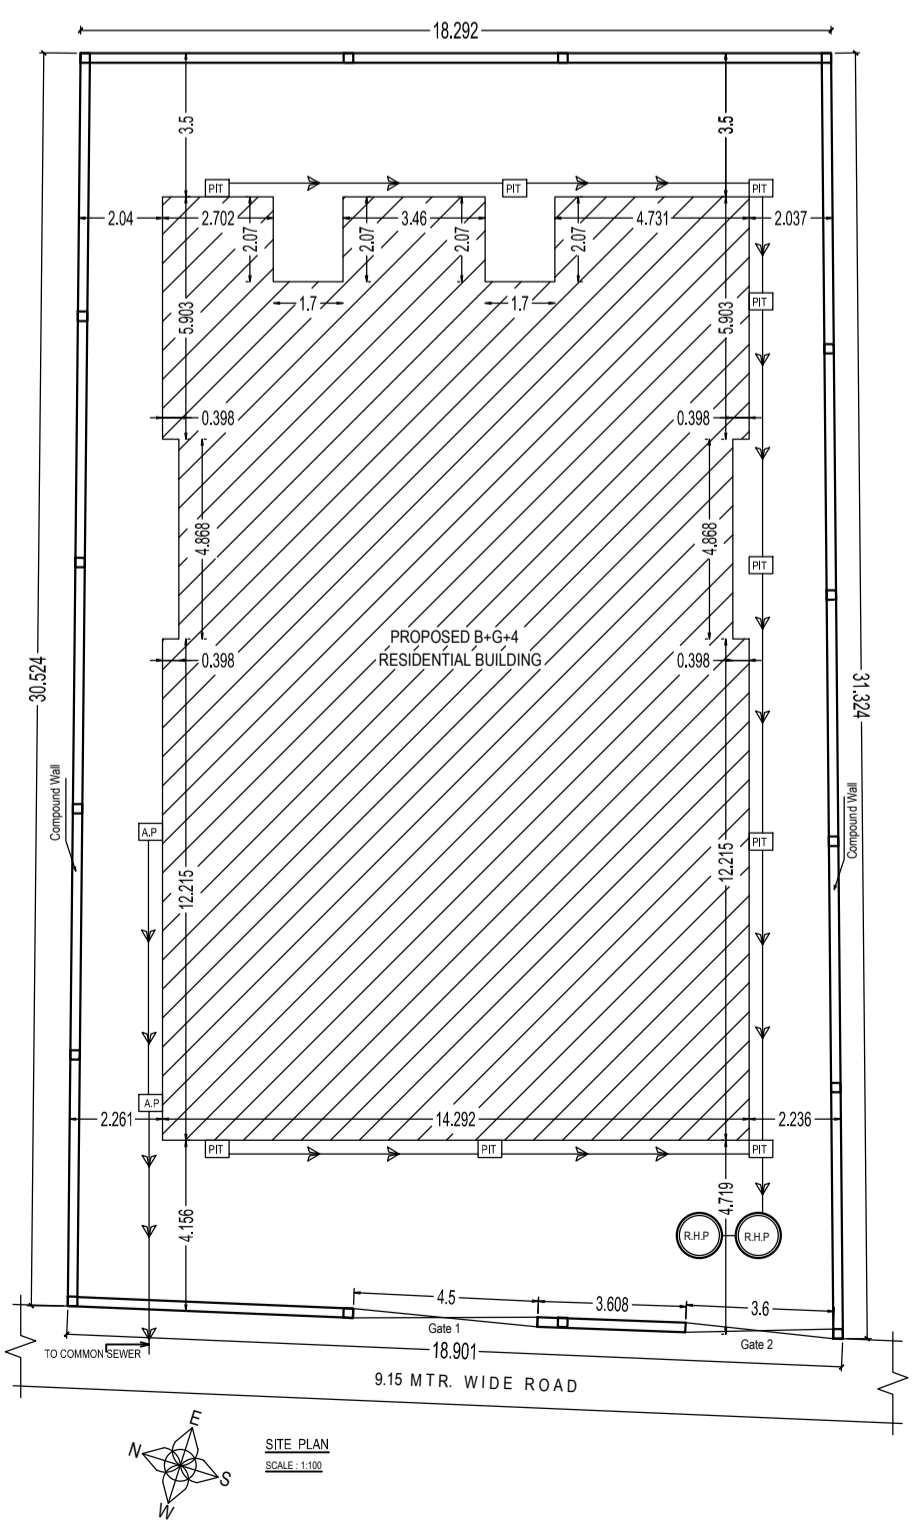 18.292
3.5
3.5
PIT
PIT
PIT
2.04
2.702
3.46
4.731
2.037
2.07
2.07
2.07
2.07
1.7
1.7
PIT
5.903
5.903
0.398
0.398
4.868
4.868
PIT
PROPOSED B+G+4
RESIDENTIAL BUILDING
0.398
0.398
30.524
31.324
Compound Wall
Compound Wall
A.P
PIT
12.215
12.215
A.P
2.261
14.292
2.236
PIT
PIT
PIT
4.156
4.719
R.H.P
R.H.P
4.5
3.608
3.6
Gate 1
Gate 2
TO COMMON SEWER
18.901
9.15 MTR. WIDE ROAD
E
N
S
W
SITE PLAN
SCALE : 1:100